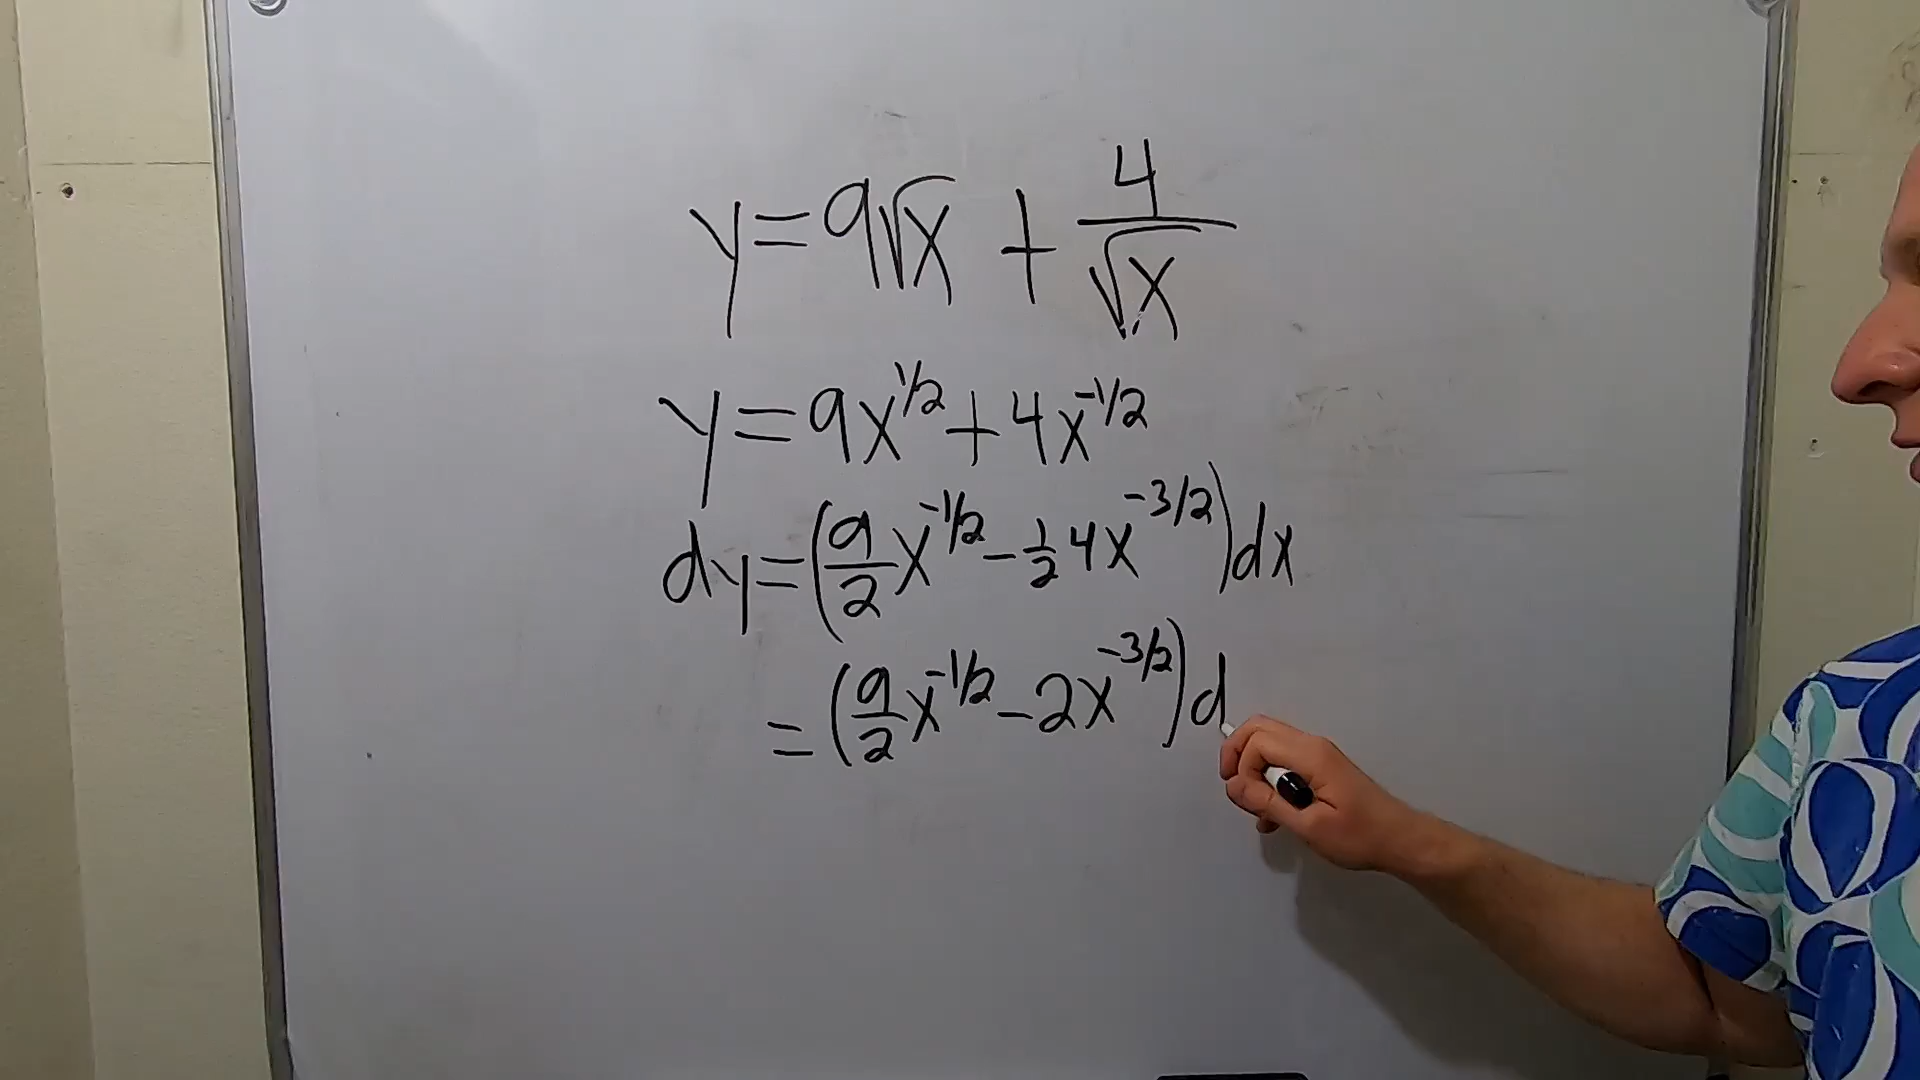 y=9√x + 4/√x
y=9x^1/2+4x^-1/2
dy=(9/2 x^-1/2 - 1/2 4x^-3/2)dx
=(9/2 x^-1/2 - 2x^-3/2)d